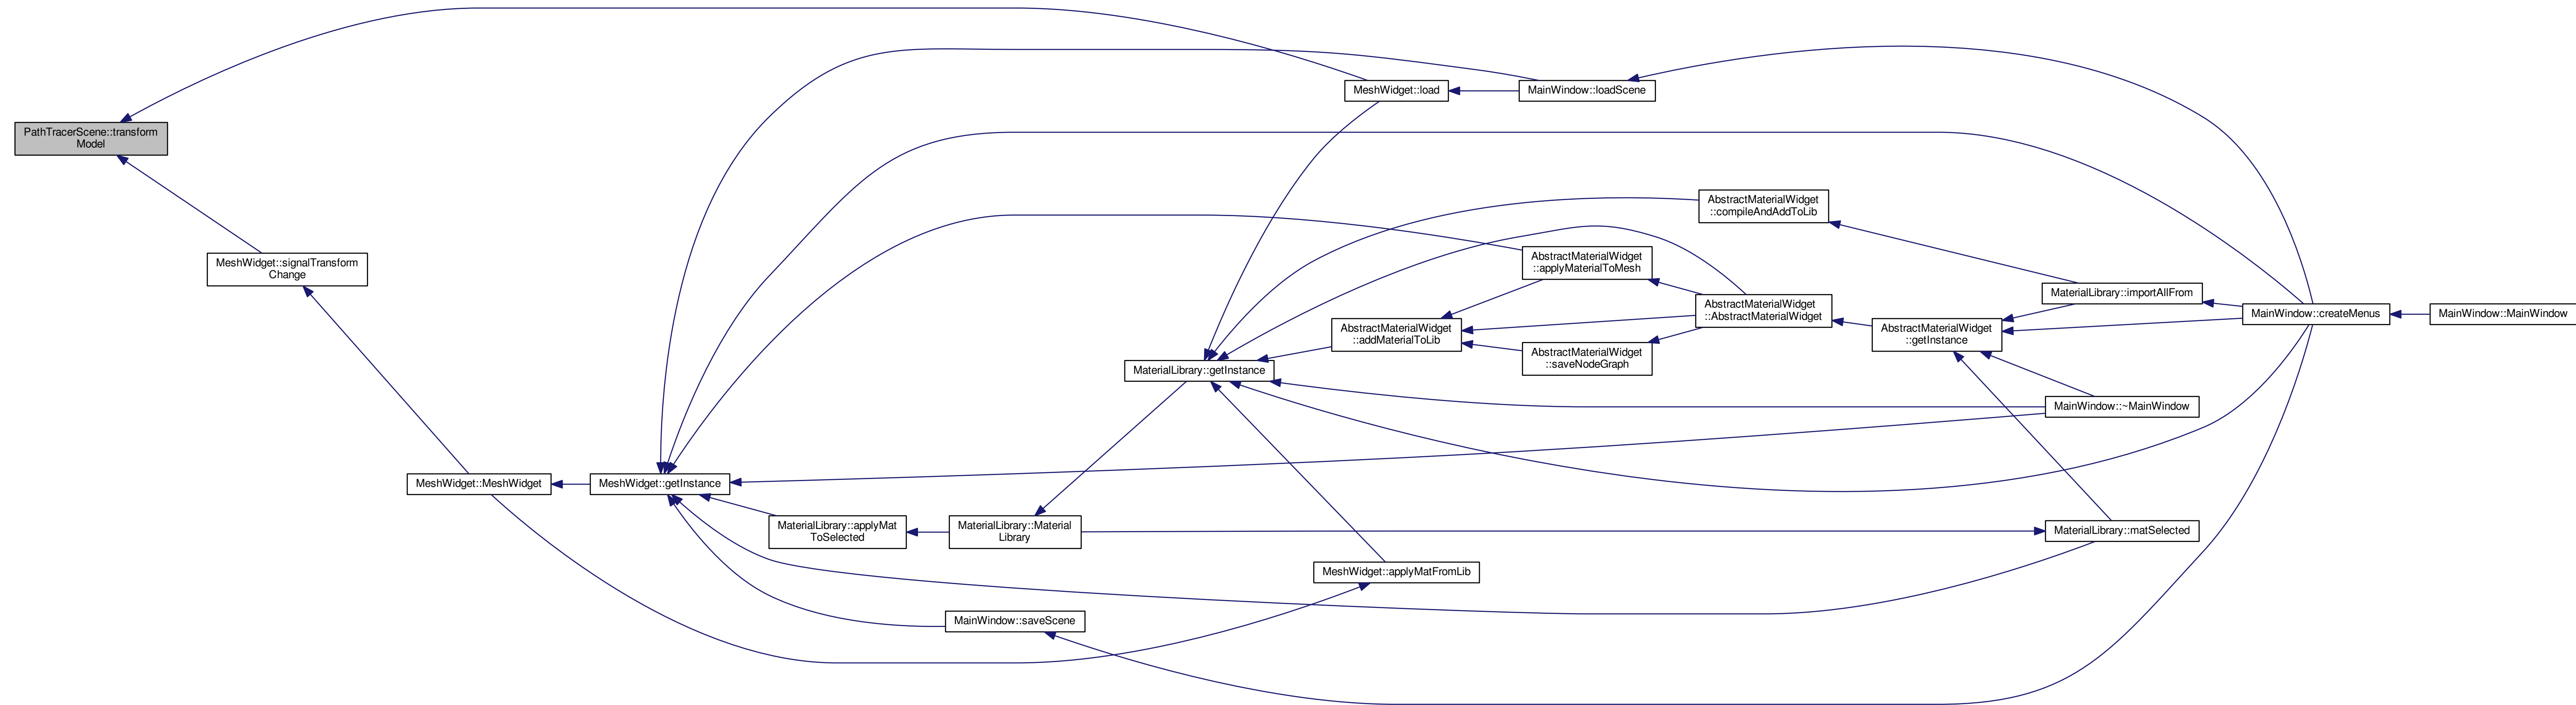 PathTracerScene::transform
Model
MeshWidget::signalTransform
Change
MeshWidget::MeshWidget
MeshWidget::getInstance
MaterialLibrary::applyMat
ToSelected
MaterialLibrary::Material
Library
MainWindow::saveScene
MaterialLibrary::getInstance
MeshWidget::load
AbstractMaterialWidget
::addMaterialToLib
MeshWidget::applyMatFromLib
MainWindow::loadScene
AbstractMaterialWidget
::applyMaterialToMesh
AbstractMaterialWidget
::saveNodeGraph
AbstractMaterialWidget
::compileAndAddToLib
AbstractMaterialWidget
::AbstractMaterialWidget
AbstractMaterialWidget
::getInstance
MaterialLibrary::importAllFrom
MainWindow::~MainWindow
MaterialLibrary::matSelected
MainWindow::createMenus
MainWindow::MainWindow